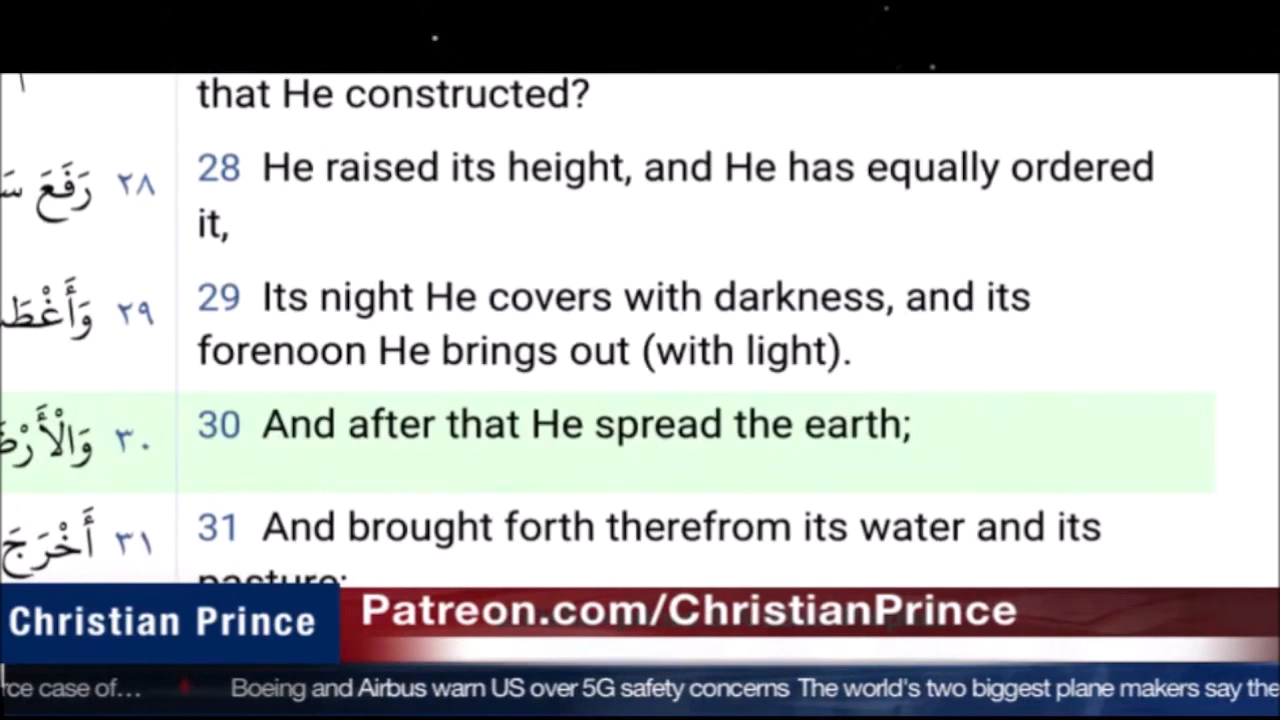 that He constructed?
٢٨ رَفَعَ
28 He raised its height, and He has equally ordered
it,
٢٩
29 Its night He covers with darkness, and its
forenoon He brings out (with light).
٣٠
30 And after that He spread the earth;
٣١ أَخْرَجَ
31 And brought forth therefrom its water and its
pasture;
Christian Prince
Patreon.com/ChristianPrince
case of... Boeing and Airbus warn US over 5G safety concerns The world's two biggest plane makers say the